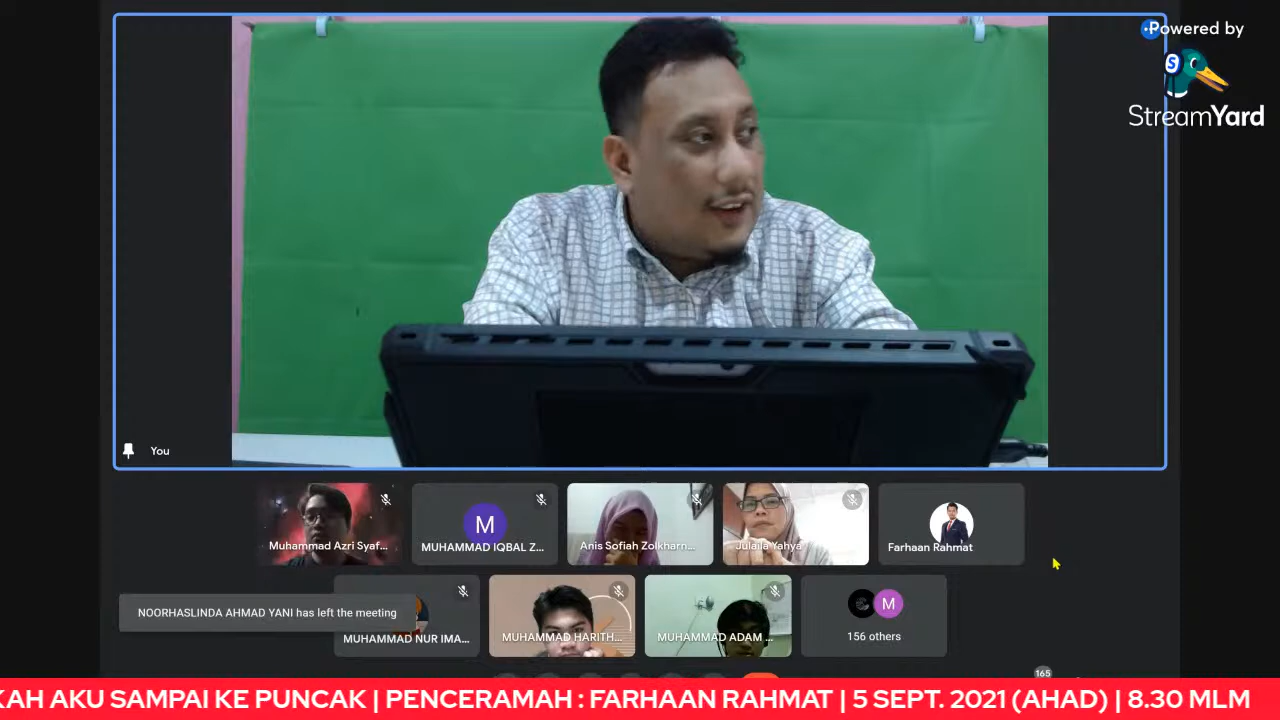 Powered by
StreamYard
You
Muhammad Azri Syaf...
M
MUHAMMAD IQBAL Z...
Anis Sofiah Zolkharn...
Julaila Yahya
Farhaan Rahmat
NOORHASLINDA AHMAD YANI has left the meeting
MUHAMMAD NUR IMA...
MUHAMMAD HARITH...
MUHAMMAD ADAM ...
M
156 others
165
KAH AKU SAMPAI KE PUNCAK | PENCERAMAH : FARHAAN RAHMAT | 5 SEPT. 2021 (AHAD) | 8.30 MLM